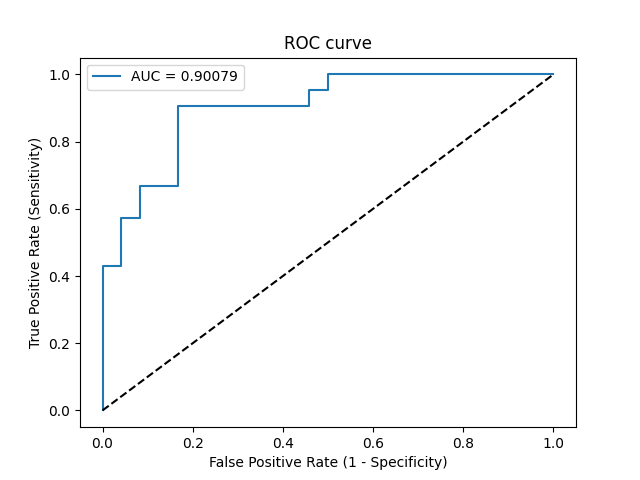 ROC curve
AUC = 0.90079
True Positive Rate (Sensitivity)
1.0
0.8
0.6
0.4
0.2
0.0
0.0 0.2 0.4 0.6 0.8 1.0
False Positive Rate (1 - Specificity)